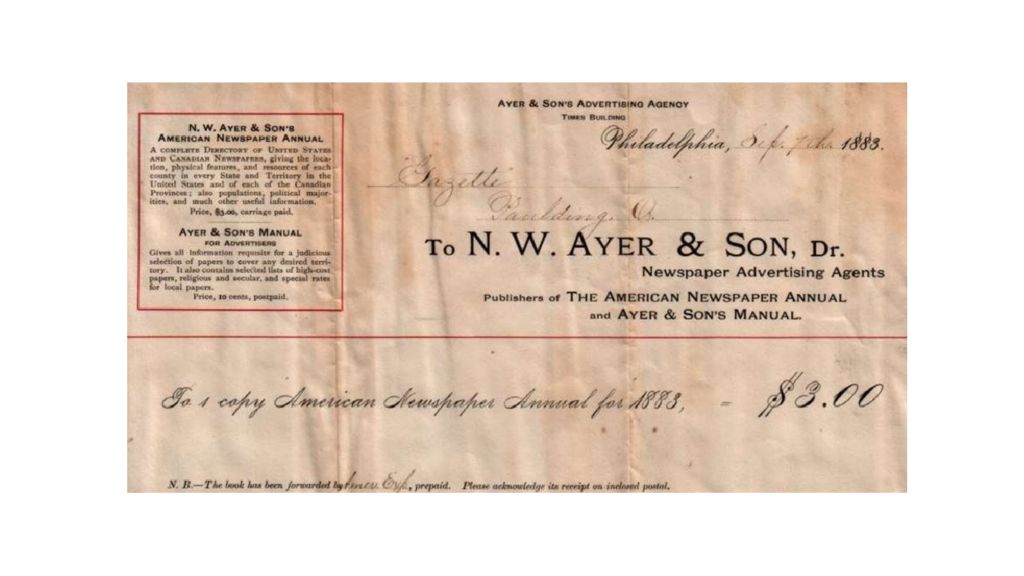 N. W. AYER & SON'S
AMERICAN NEWSPAPER ANNUAL
A COMPLETE DIRECTORY OF UNITED STATES
AND CANADIAN NEWSPAPERS, giving the loca-
tion, physical features, and resources of each
county in every State and Territory in the
United States and of each of the Canadian
Provinces; also populations, political major-
ities, and much other useful information.
Price, $3.00, carriage paid.
AYER & SON'S MANUAL
FOR ADVERTISERS
Gives all information requisite for a judicious
selection of papers to cover any desired terri-
tory. It also contains selected lists of high-cost
papers, religious and secular, and special rates
for local papers.
Price, 10 cents, postpaid.
AYER & SON'S ADVERTISING AGENCY
TIMES BUILDING
Philadelphia, Sep. 7th. 1883.
Gazette
Paulding, O.
TO N. W. AYER & SON, DR.
Newspaper Advertising Agents
Publishers of THE AMERICAN NEWSPAPER ANNUAL
and AYER & SON'S MANUAL.
To 1 copy American Newspaper Annual for 1883, = $3.00
N. B.—The book has been forwarded by Amer. Exp., prepaid. Please acknowledge its receipt on inclosed postal.